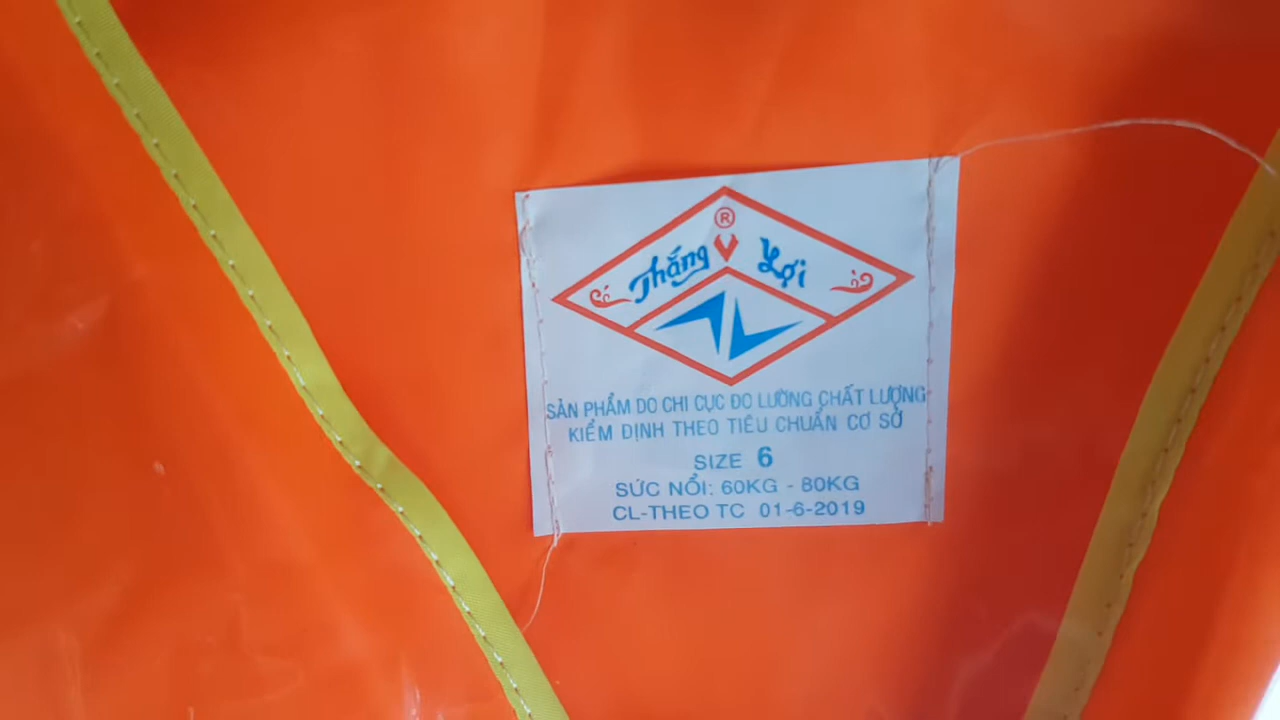 ®
Thắng Lợi
SẢN PHẨM DO CHI CỤC ĐO LƯỜNG CHẤT LƯỢNG
KIỂM ĐỊNH THEO TIÊU CHUẨN CƠ SỞ
SIZE 6
SỨC NỔI: 60KG - 80KG
CL-THEO TC 01-6-2019